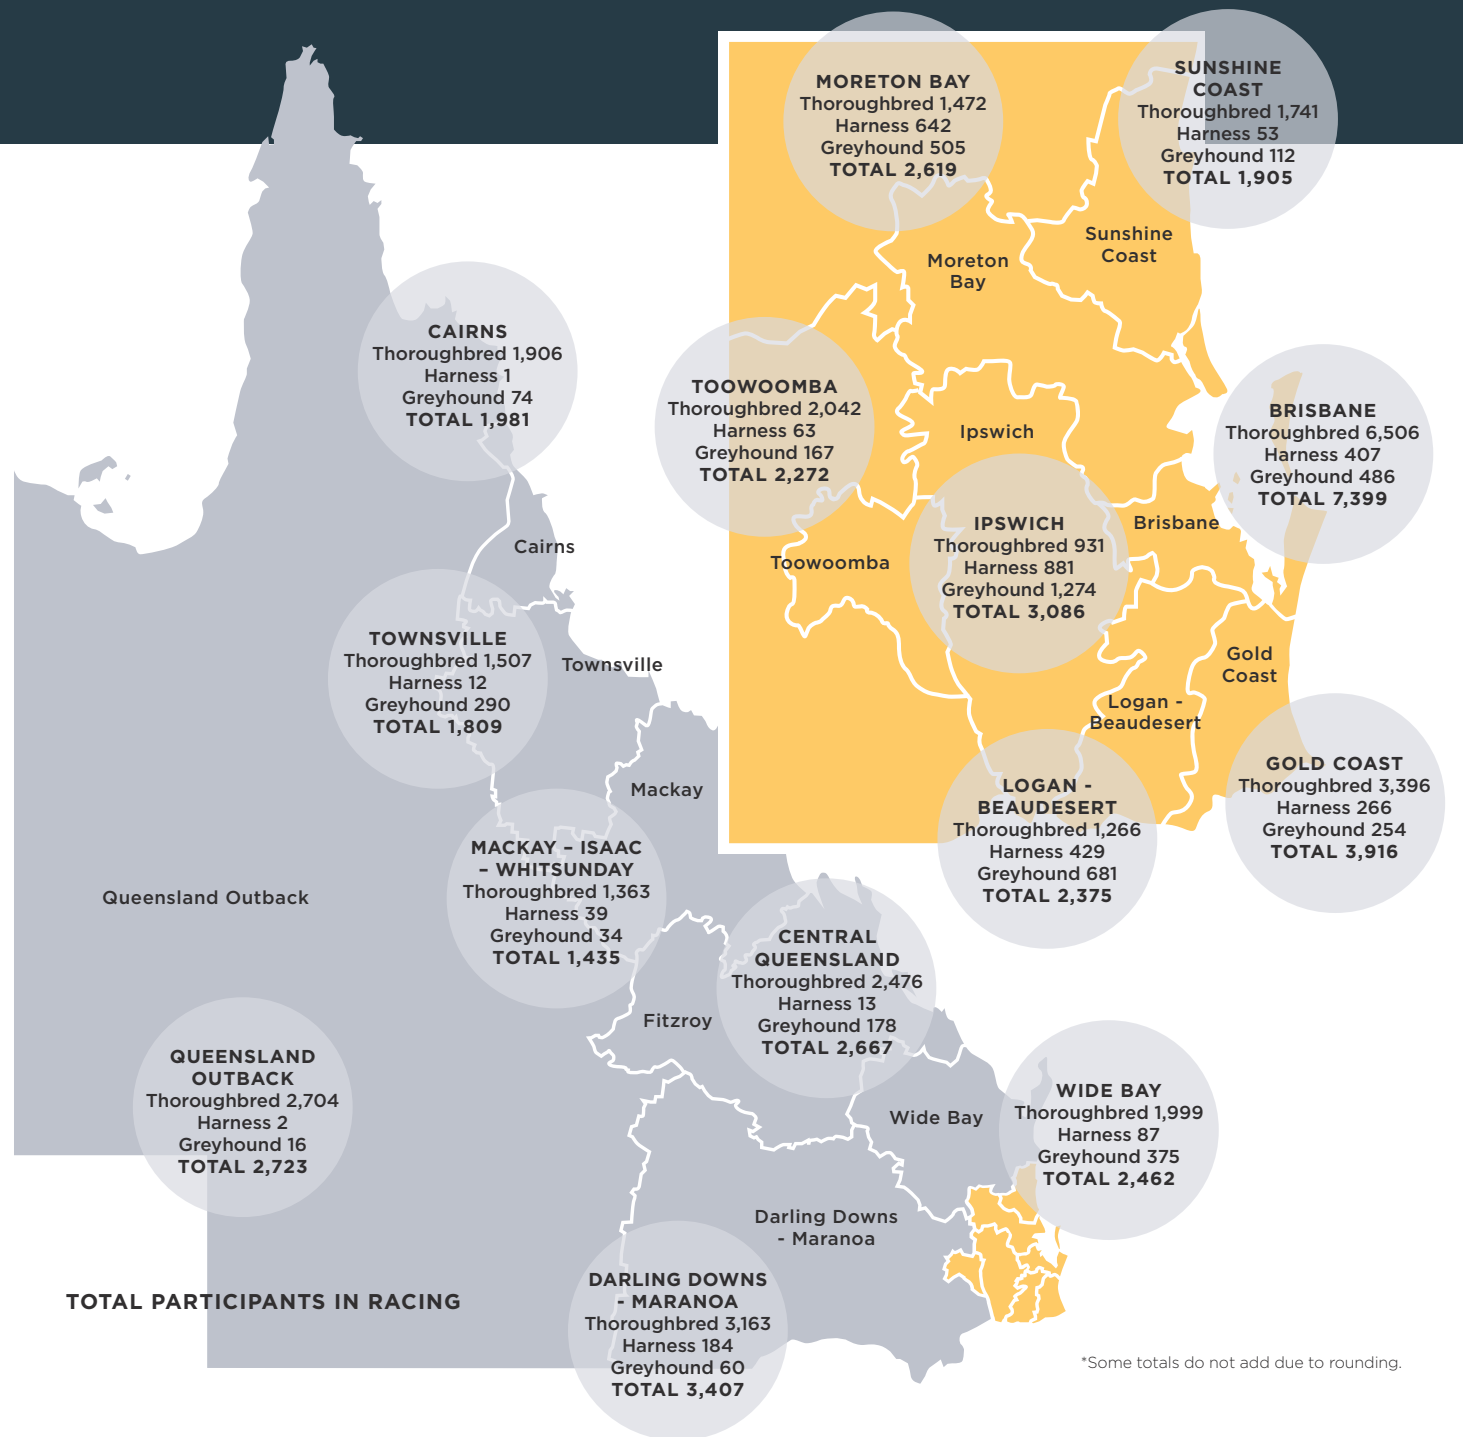 MORETON BAY
Thoroughbred 1,472
Harness 642
Greyhound 505
TOTAL 2,619
SUNSHINE
COAST
Thoroughbred 1,741
Harness 53
Greyhound 112
TOTAL 1,905
Sunshine
Coast
Moreton
Bay
CAIRNS
Thoroughbred 1,906
Harness 1
Greyhound 74
TOTAL 1,981
TOOWOOMBA
Thoroughbred 2,042
Harness 63
Greyhound 167
TOTAL 2,272
Ipswich
BRISBANE
Thoroughbred 6,506
Harness 407
Greyhound 486
TOTAL 7,399
Cairns
Toowoomba
IPSWICH
Thoroughbred 931
Harness 881
Greyhound 1,274
TOTAL 3,086
Brisbane
TOWNSVILLE
Thoroughbred 1,507
Harness 12
Greyhound 290
TOTAL 1,809
Townsville
Gold
Coast
Logan -
Beaudesert
Mackay
LOGAN -
BEAUDESERT
Thoroughbred 1,266
Harness 429
Greyhound 681
TOTAL 2,375
GOLD COAST
Thoroughbred 3,396
Harness 266
Greyhound 254
TOTAL 3,916
Queensland Outback
MACKAY – ISAAC
– WHITSUNDAY
Thoroughbred 1,363
Harness 39
Greyhound 34
TOTAL 1,435
CENTRAL
QUEENSLAND
Thoroughbred 2,476
Harness 13
Greyhound 178
TOTAL 2,667
Fitzroy
QUEENSLAND
OUTBACK
Thoroughbred 2,704
Harness 2
Greyhound 16
TOTAL 2,723
Wide Bay
WIDE BAY
Thoroughbred 1,999
Harness 87
Greyhound 375
TOTAL 2,462
Darling Downs
- Maranoa
DARLING DOWNS
- MARANOA
Thoroughbred 3,163
Harness 184
Greyhound 60
TOTAL 3,407
TOTAL PARTICIPANTS IN RACING
*Some totals do not add due to rounding.